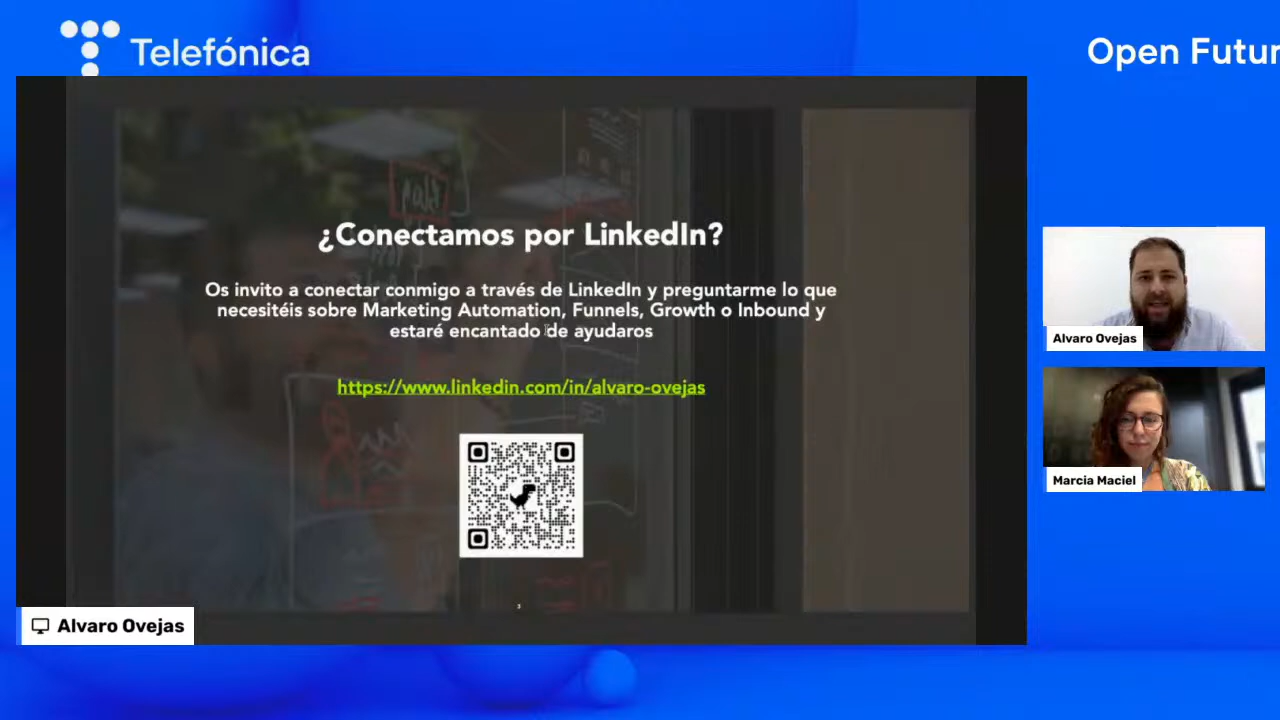 Telefónica
Open Futur
¿Conectamos por LinkedIn?
Os invito a conectar conmigo a través de LinkedIn y preguntarme lo que
necesitéis sobre Marketing Automation, Funnels, Growth o Inbound y
estaré encantado de ayudaros
https://www.linkedin.com/in/alvaro-ovejas
Alvaro Ovejas
Marcia Maciel
Alvaro Ovejas